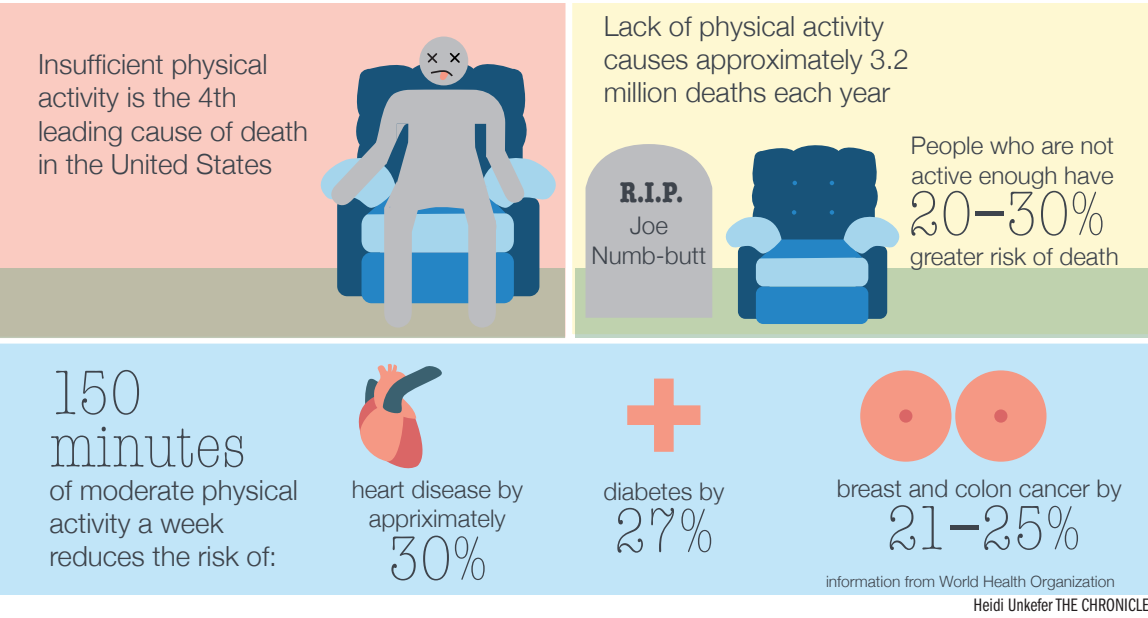 Insufficient physical
activity is the 4th
leading cause of death
in the United States
Lack of physical activity
causes approximately 3.2
million deaths each year
R.I.P.
Joe
Numb-butt
People who are not
active enough have
20–30%
greater risk of death
150
minutes
of moderate physical
activity a week
reduces the risk of:
heart disease by
appriximately
30%
diabetes by
27%
breast and colon cancer by
21–25%
information from World Health Organization
Heidi Unkefer THE CHRONICLE